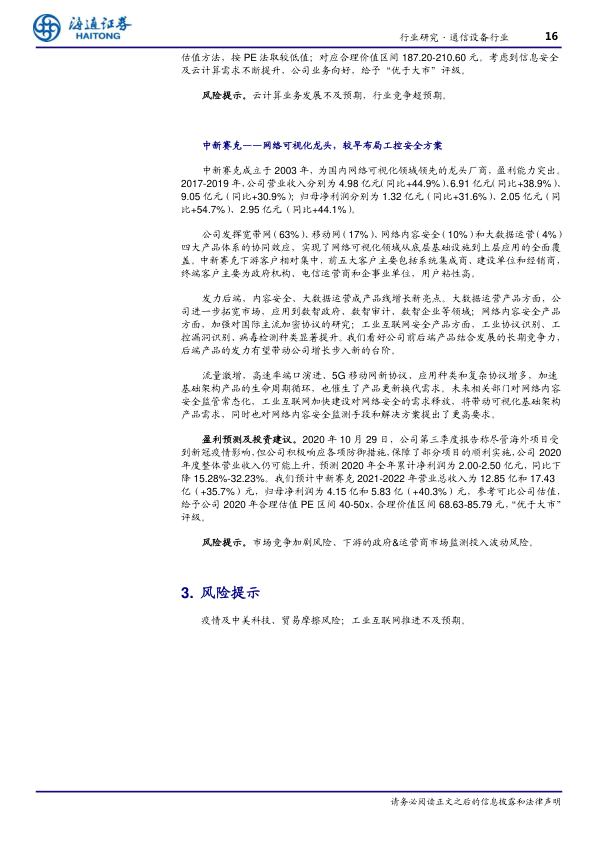 海通证券
HAITONG
行业研究·通信设备行业
16
估值方法，按 PE 法取较低值；对应合理价值区间 187.20-210.60 元。考虑到信息安全
及云计算需求不断提升，公司业务向好，给予“优于大市”评级。
风险提示。云计算业务发展不及预期，行业竞争超预期。
中新赛克——网络可视化龙头，较早布局工控安全方案
中新赛克成立于 2003 年，为国内网络可视化领域领先的龙头厂商，盈利能力突出。
2017-2019 年，公司营业收入分别为 4.98 亿元（同比+44.9%）、6.91 亿元（同比+38.9%）、
9.05 亿元（同比+30.9%）；归母净利润分别为 1.32 亿元（同比+31.6%）、2.05 亿元（同
比+54.7%）、2.95 亿元（同比+44.1%）。
公司发挥宽带网（63%）、移动网（17%）、网络内容安全（10%）和大数据运营（4%）
四大产品体系的协同效应，实现了网络可视化领域从底层基础设施到上层应用的全面覆
盖。中新赛克下游客户相对集中，前五大客户主要包括系统集成商、建设单位和经销商，
终端客户主要为政府机构、电信运营商和企事业单位，用户粘性高。
发力后端，内容安全、大数据运营成产品线增长新亮点。大数据运营产品方面，公
司进一步拓宽市场，应用到数智政府、数智审计、数智企业等领域；网络内容安全产品
方面，加强对国际主流加密协议的研究；工业互联网安全产品方面，工业协议识别、工
控漏洞识别、病毒检测种类显著提升。我们看好公司前后端产品结合发展的长期竞争力，
后端产品的发力有望带动公司增长步入新的台阶。
流量激增，高速率端口演进、5G 移动网新协议、应用种类和复杂协议增多，加速
基础架构产品的生命周期循环，也催生了产品更新换代需求。未来相关部门对网络内容
安全监管常态化，工业互联网加快建设对网络安全的需求释放，将带动可视化基础架构
产品需求，同时也对网络内容安全监测手段和解决方案提出了更高要求。
盈利预测及投资建议。2020 年 10 月 29 日，公司第三季度报告称尽管海外项目受
到新冠疫情影响，但公司积极响应各项防御措施，保障了部分项目的顺利实施，公司 2020
年度整体营业收入仍可能上升，预测 2020 年全年累计净利润为 2.00-2.50 亿元，同比下
降 15.28%-32.23%。我们预计中新赛克 2021-2022 年营业总收入为 12.85 亿和 17.43
亿（+35.7%）元，归母净利润为 4.15 亿和 5.83 亿（+40.3%）元，参考可比公司估值，
给予公司 2020 年合理估值 PE 区间 40-50x，合理价值区间 68.63-85.79 元，“优于大市”
评级。
风险提示。市场竞争加剧风险、下游的政府&运营商市场监测投入波动风险。
3. 风险提示
疫情及中美科技、贸易摩擦风险；工业互联网推进不及预期。
请务必阅读正文之后的信息披露和法律声明